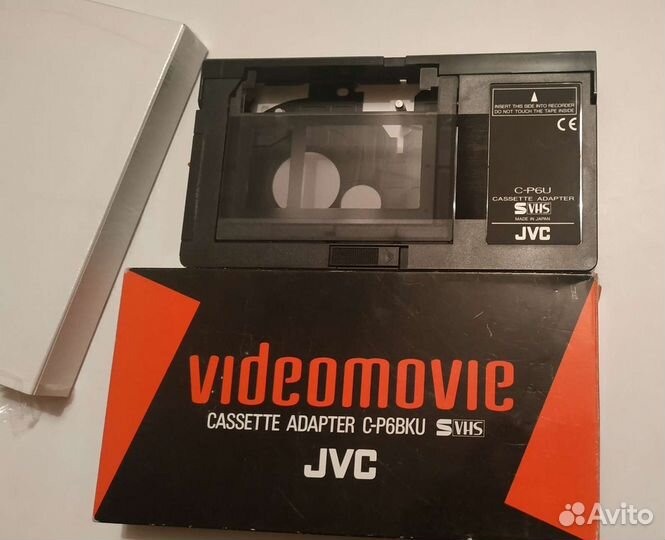 INSERT THIS SIDE INTO RECORDER
DO NOT TOUCH THE TAPE INSIDE
CE
C-P6U
CASSETTE ADAPTER
S VHS
MADE IN JAPAN
JVC
videomovie
CASSETTE ADAPTER C-P6BKU S VHS
JVC
Avito